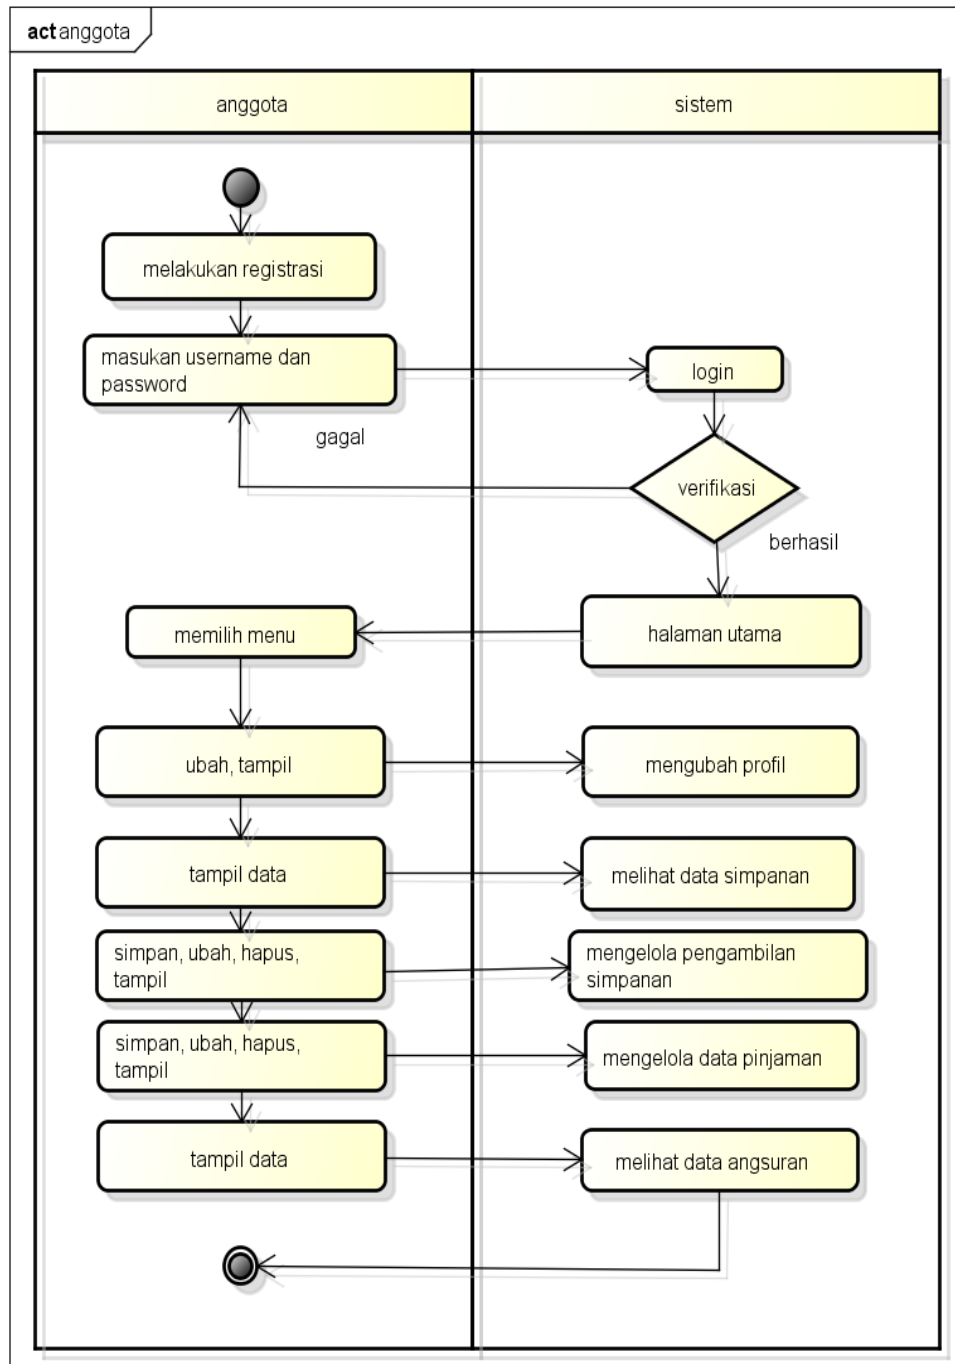 act anggota
anggota
sistem
melakukan registrasi
masukan username dan
password
login
gagal
verifikasi
berhasil
memilih menu
halaman utama
ubah, tampil
mengubah profil
tampil data
melihat data simpanan
simpan, ubah, hapus,
tampil
mengelola pengambilan
simpanan
simpan, ubah, hapus,
tampil
mengelola data pinjaman
tampil data
melihat data angsuran